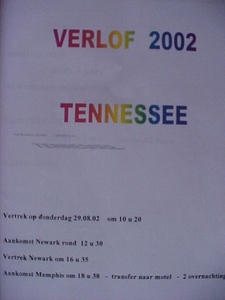 VERLOF 2002
TENNESSEE
Vertrek op donderdag 29.08.02 om 10 u 20
Aankomst Newark rond 12 u 30
Vertrek Newark om 16 u 35
Aankomst Memphis om 18 u 38 - transfer naar motel - 2 overnachting